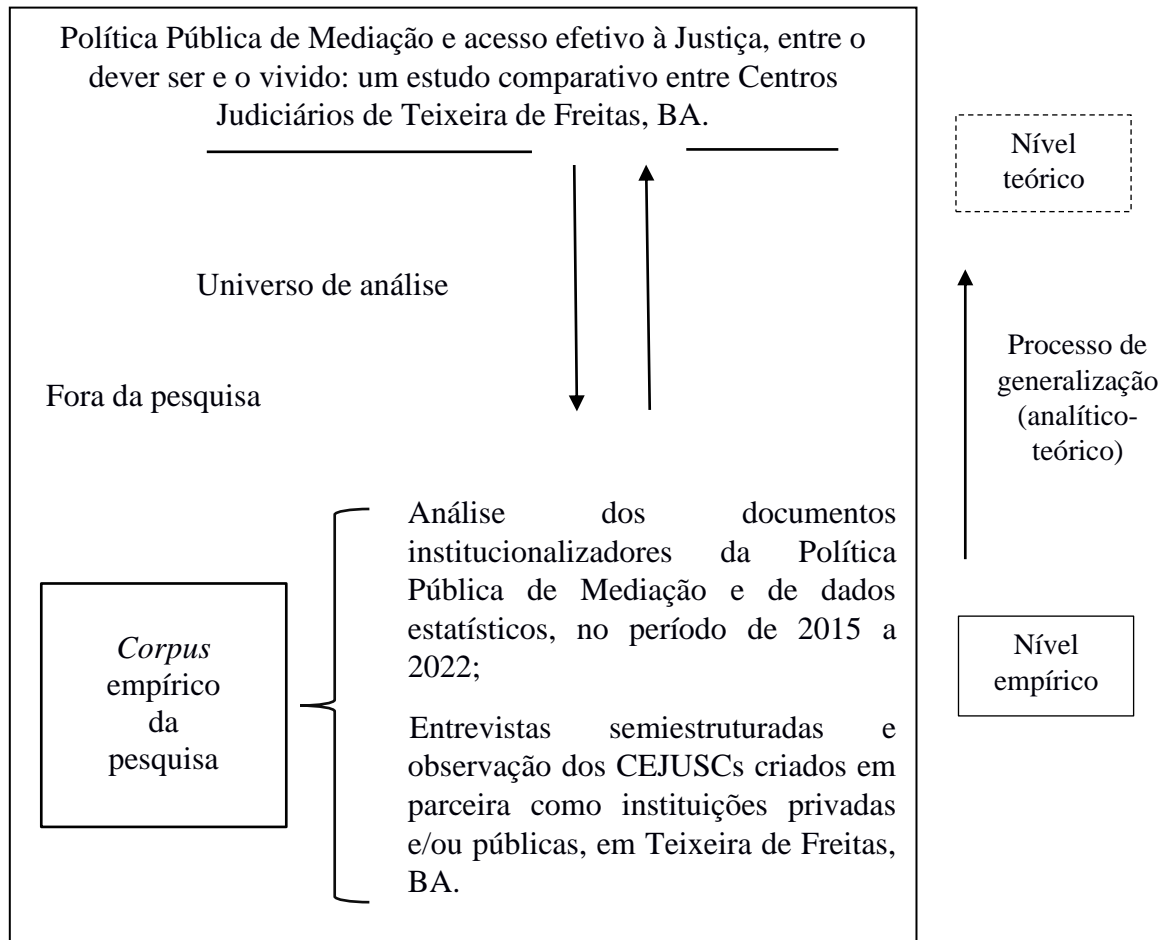 Política Pública de Mediação e acesso efetivo à Justiça, entre o
dever ser e o vivido: um estudo comparativo entre Centros
Judiciários de Teixeira de Freitas, BA.
Universo de análise
Fora da pesquisa
Corpus
empírico
da
pesquisa
Análise dos documentos
institucionalizadores da Política
Pública de Mediação e de dados
estatísticos, no período de 2015 a
2022;
Entrevistas semiestruturadas e
observação dos CEJUSCs criados em
parceira como instituições privadas
e/ou públicas, em Teixeira de Freitas,
BA.
Nível
teórico
Processo de
generalização
(analítico-
teórico)
Nível
empírico